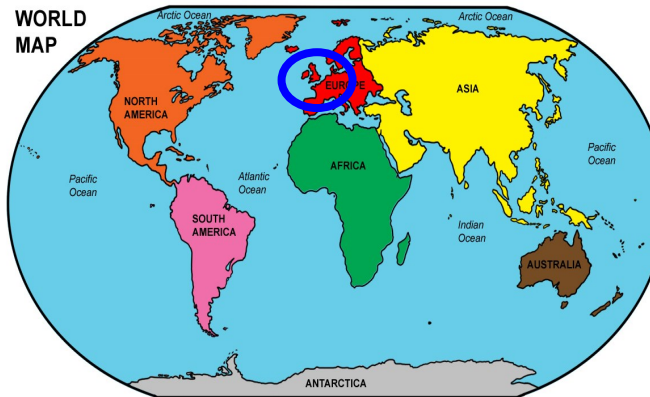 WORLD
MAP
Arctic Ocean
Arctic Ocean
NORTH
AMERICA
EUROPE
ASIA
Pacific
Ocean
Atlantic
Ocean
AFRICA
Pacific
Ocean
SOUTH
AMERICA
Indian
Ocean
AUSTRALIA
ANTARCTICA